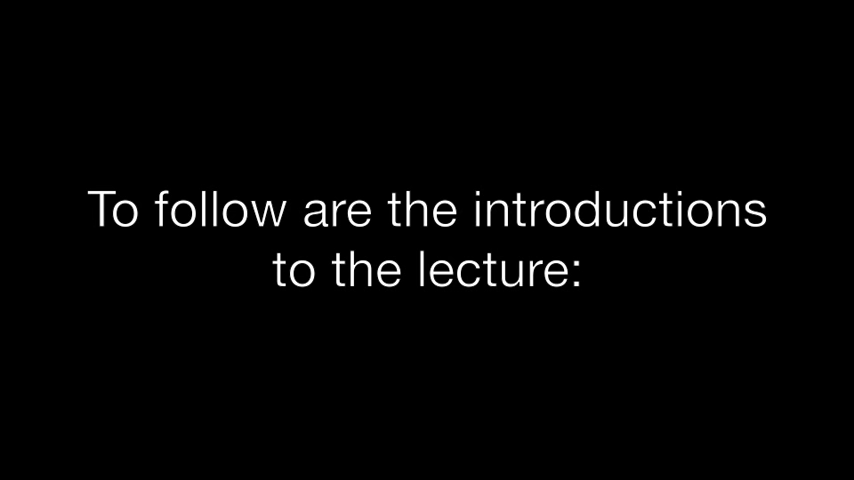 To follow are the introductions
to the lecture: